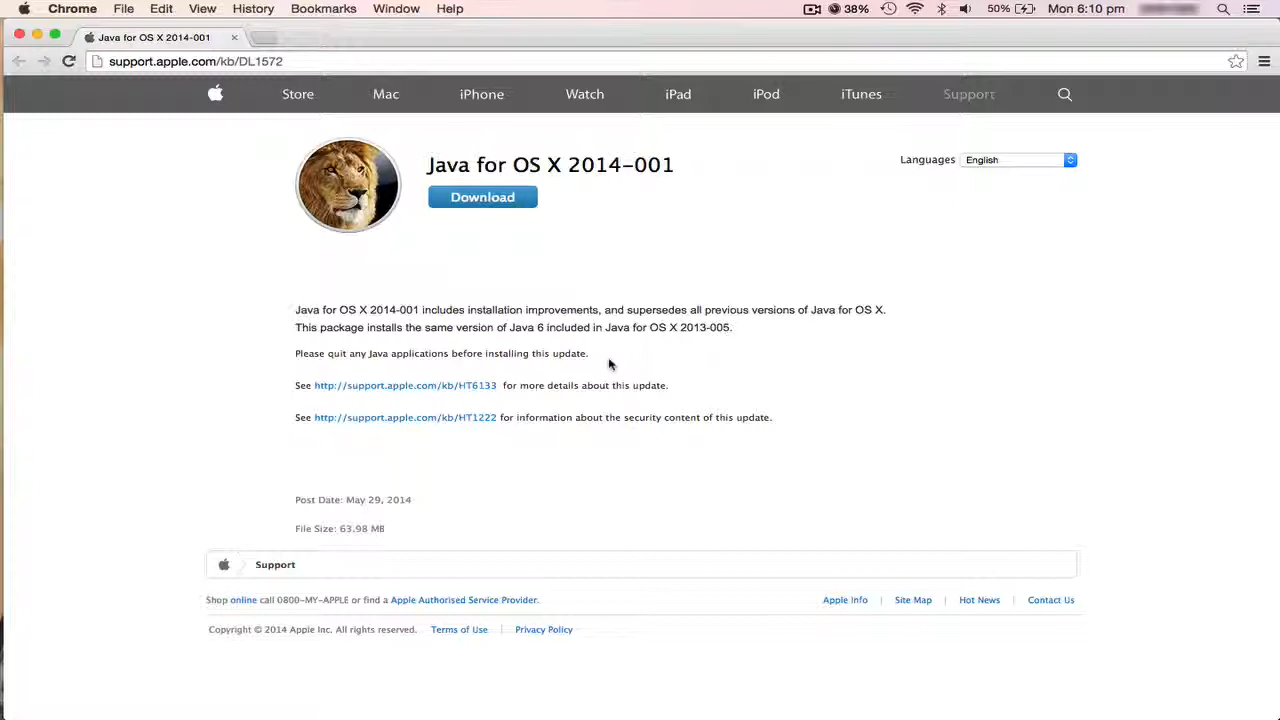 Chrome File Edit View History Bookmarks Window Help 38% 50% Mon 6:10 pm
Java for OS X 2014-001
support.apple.com/kb/DL1572
Store Mac iPhone Watch iPad iPod iTunes Support
Java for OS X 2014-001
Languages English
Download
Java for OS X 2014-001 includes installation improvements, and supersedes all previous versions of Java for OS X.
This package installs the same version of Java 6 included in Java for OS X 2013-005.
Please quit any Java applications before installing this update.
See http://support.apple.com/kb/HT6133 for more details about this update.
See http://support.apple.com/kb/HT1222 for information about the security content of this update.
Post Date: May 29, 2014
File Size: 63.98 MB
Support
Shop online call 0800-MY-APPLE or find a Apple Authorised Service Provider.
Apple Info | Site Map | Hot News | Contact Us
Copyright © 2014 Apple Inc. All rights reserved. Terms of Use | Privacy Policy